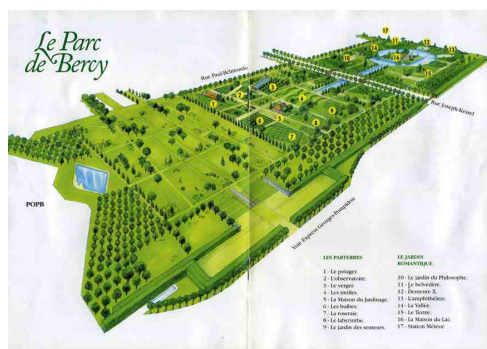 Le Parc
de Bercy
Rue Paul-Belmondo
Rue Joseph-Kessel
POPB
Voie Express Georges-Pompidou
LES PARTERRES
1 - Le potager.
2 - L'observatoire.
3 - Le verger.
4 - Les treilles.
5 - La Maison du Jardinage.
6 - Les bulbes.
7 - La roseraie.
8 - Le labyrinthe.
9 - Le jardin des senteurs.
LE JARDIN
ROMANTIQUE
10 - Le jardin du Philosophe.
11 - Le belvédère.
12 - Demeure X.
13 - L'amphithéâtre.
14 - La Vallée.
15 - Le Tertre.
16 - La Maison du Lac.
17 - Station Météor.